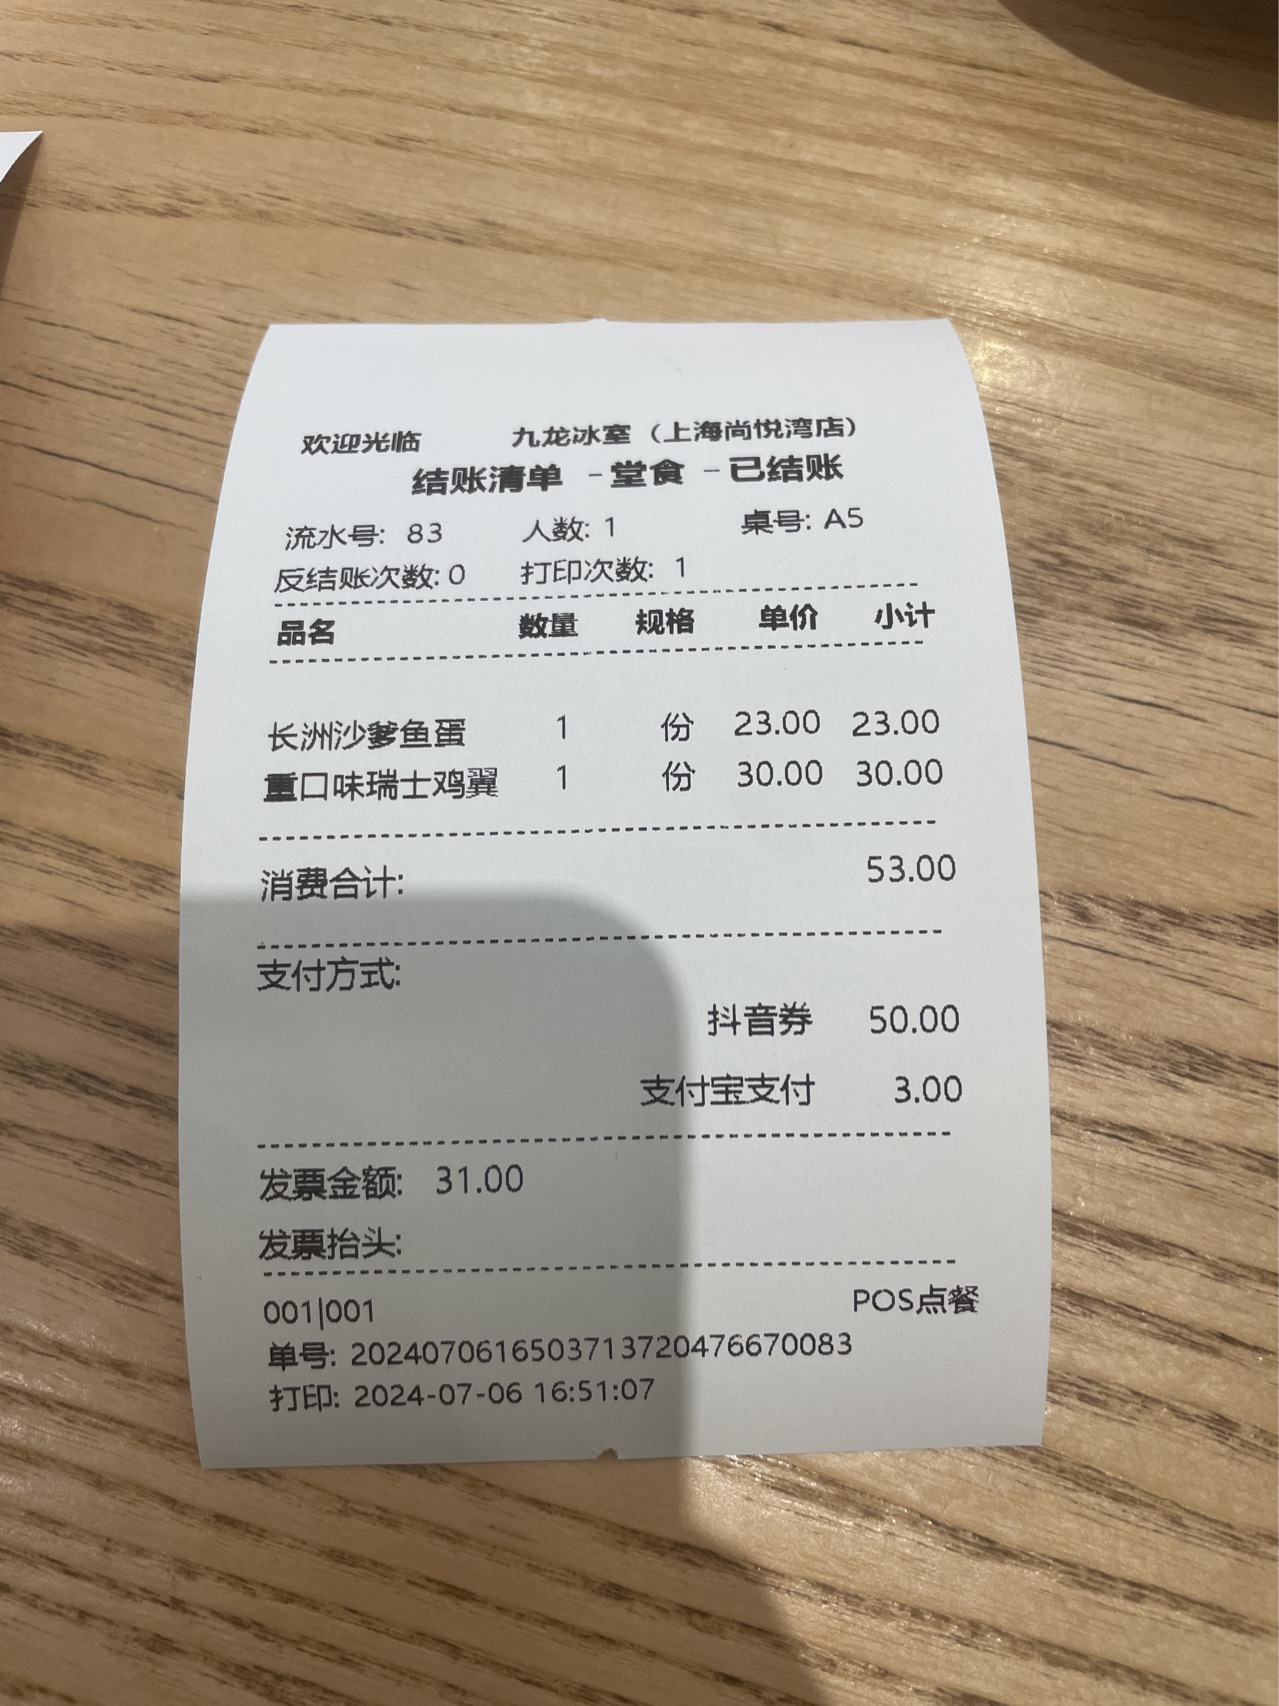 欢迎光临 九龙冰室（上海尚悦湾店）
结账清单 -堂食 -已结账
流水号: 83 人数: 1 桌号: A5
反结账次数: 0 打印次数: 1
品名 数量 规格 单价 小计
长洲沙爹鱼蛋 1 份 23.00 23.00
重口味瑞士鸡翼 1 份 30.00 30.00
消费合计: 53.00
支付方式:
抖音券 50.00
支付宝支付 3.00
发票金额: 31.00
发票抬头:
001|001 POS点餐
单号: 20240706165037137204766​70083
打印: 2024-07-06 16:51:07